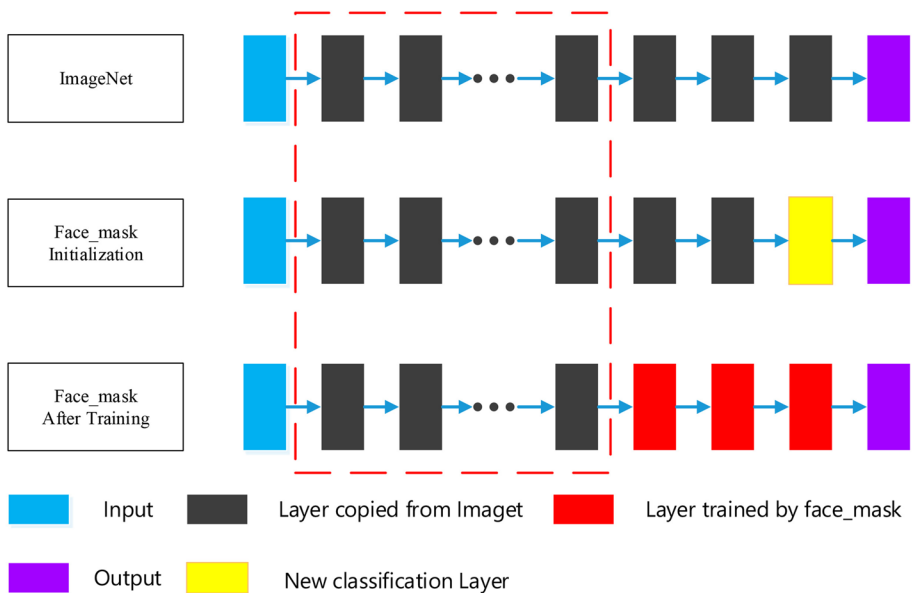 ImageNet
Face_mask
Initialization
Face_mask
After Training
Input
Layer copied from Imaget
Layer trained by face_mask
Output
New classification Layer